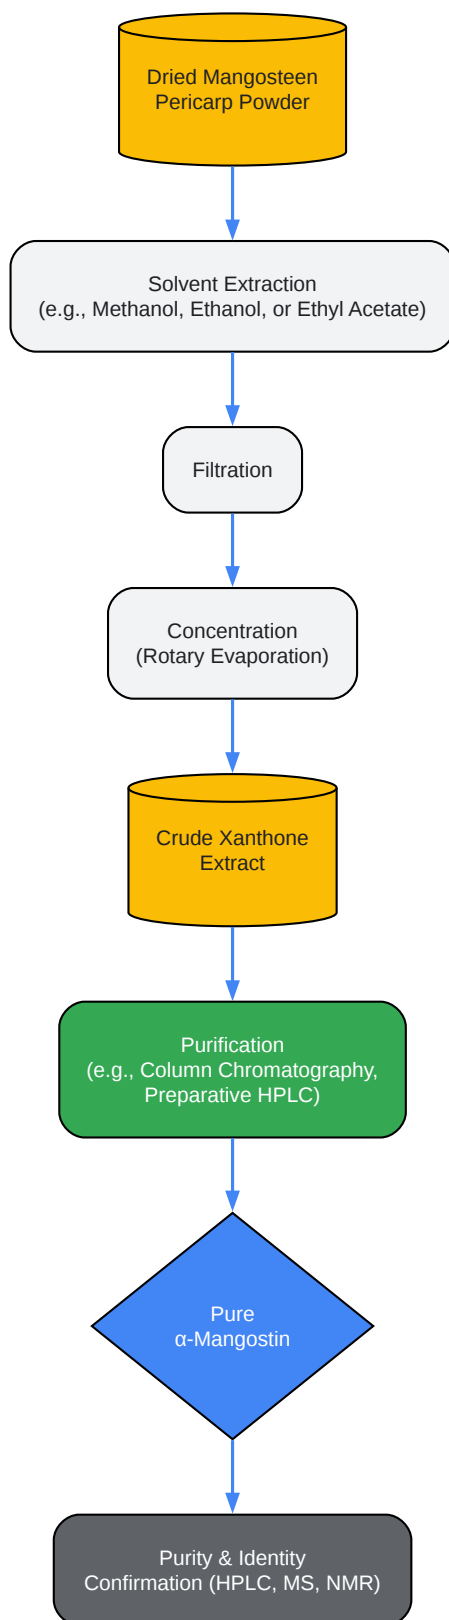 Dried Mangosteen
Pericarp Powder
Solvent Extraction
(e.g., Methanol, Ethanol, or Ethyl Acetate)
Filtration
Concentration
(Rotary Evaporation)
Crude Xanthone
Extract
Purification
(e.g., Column Chromatography,
Preparative HPLC)
Pure
α-Mangostin
Purity & Identity
Confirmation (HPLC, MS, NMR)